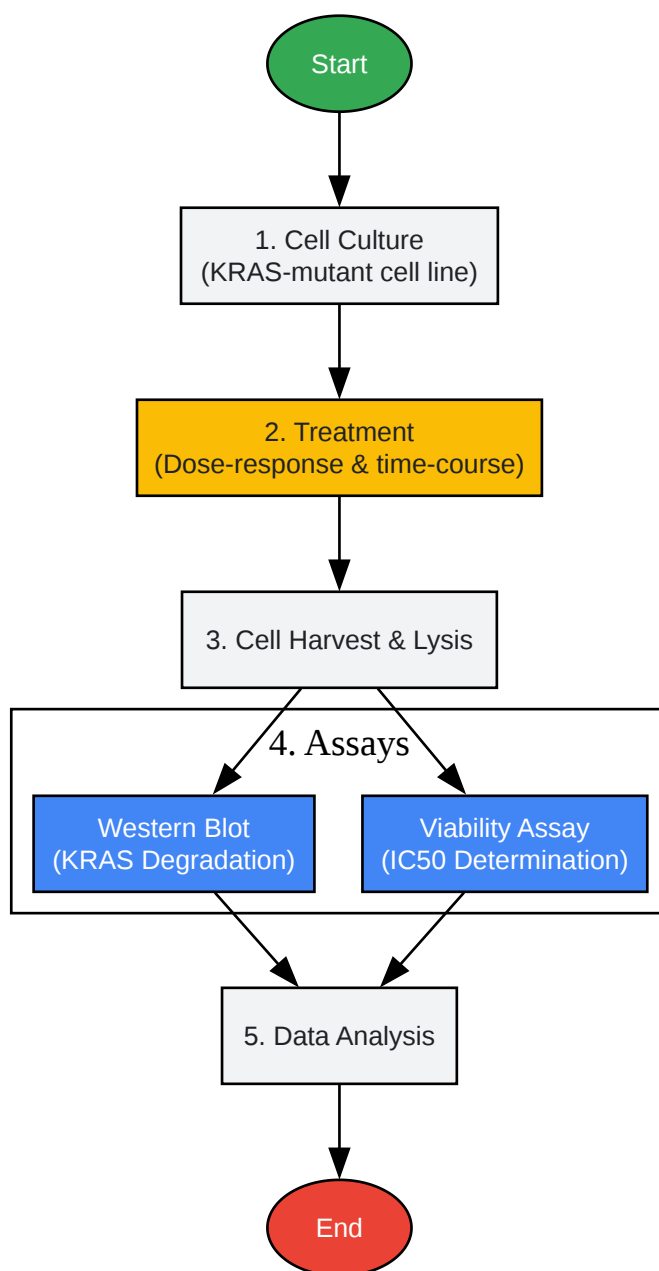 Start
1. Cell Culture
(KRAS-mutant cell line)
2. Treatment
(Dose-response & time-course)
3. Cell Harvest & Lysis
4. Assays
Western Blot
(KRAS Degradation)
Viability Assay
(IC50 Determination)
5. Data Analysis
End